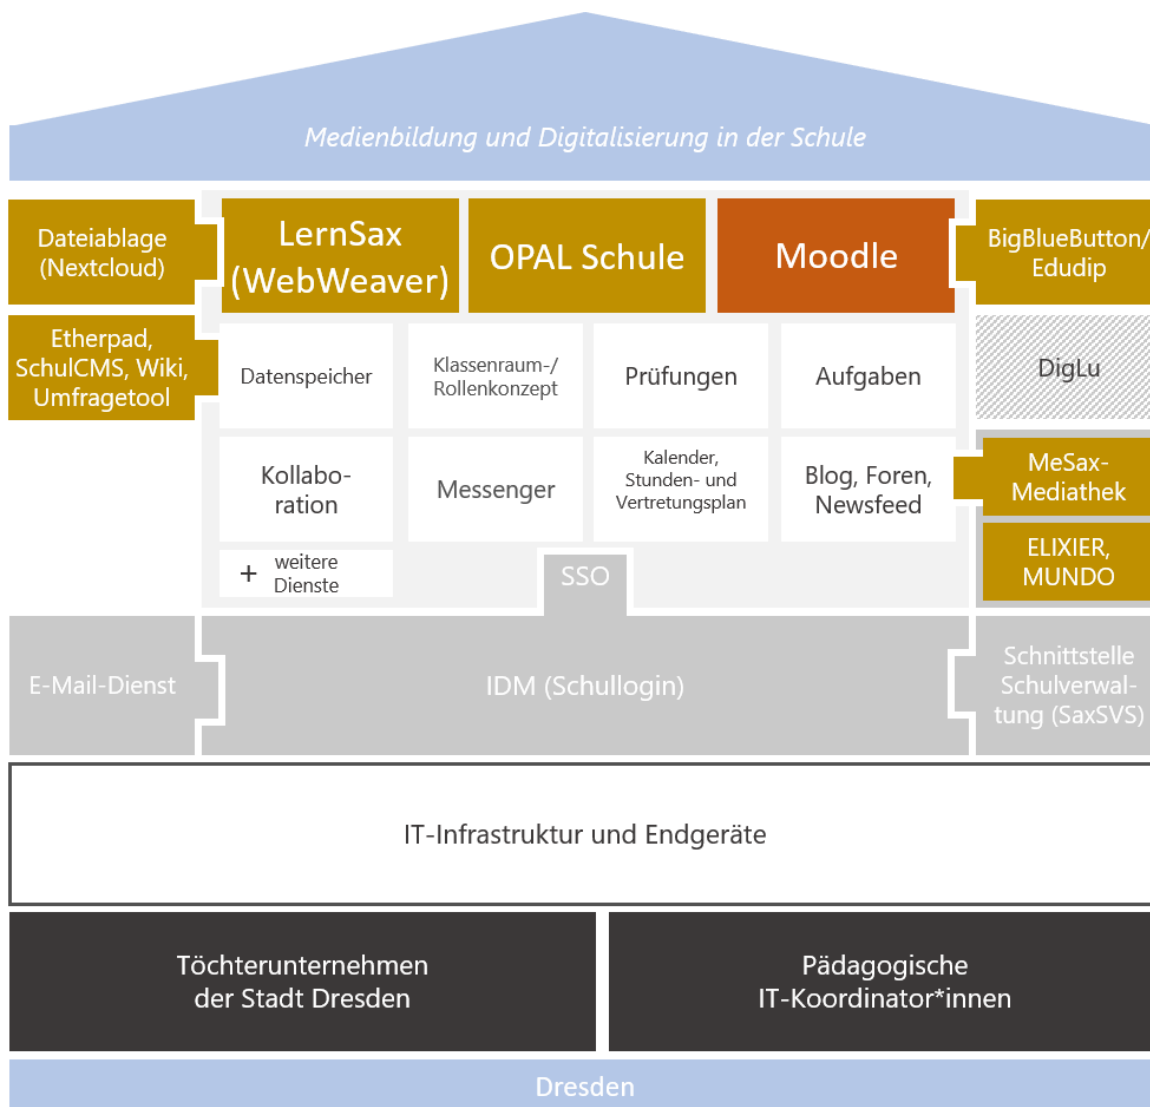 Medienbildung und Digitalisierung in der Schule
Dateiablage
(Nextcloud)
LernSax
(WebWeaver)
OPAL Schule
Moodle
BigBlueButton/
Edudip
Etherpad,
SchulCMS, Wiki,
Umfragetool
Datenspeicher
Klassenraum-/
Rollenkonzept
Prüfungen
Aufgaben
DigLu
Kollabo-
ration
Messenger
Kalender,
Stunden- und
Vertretungsplan
Blog, Foren,
Newsfeed
MeSax-
Mediathek
+ weitere
Dienste
SSO
ELIXIER,
MUNDO
E-Mail-Dienst
IDM (Schullogin)
Schnittstelle
Schulverwal-
tung (SaxSVS)
IT-Infrastruktur und Endgeräte
Töchterunternehmen
der Stadt Dresden
Pädagogische
IT-Koordinator*innen
Dresden